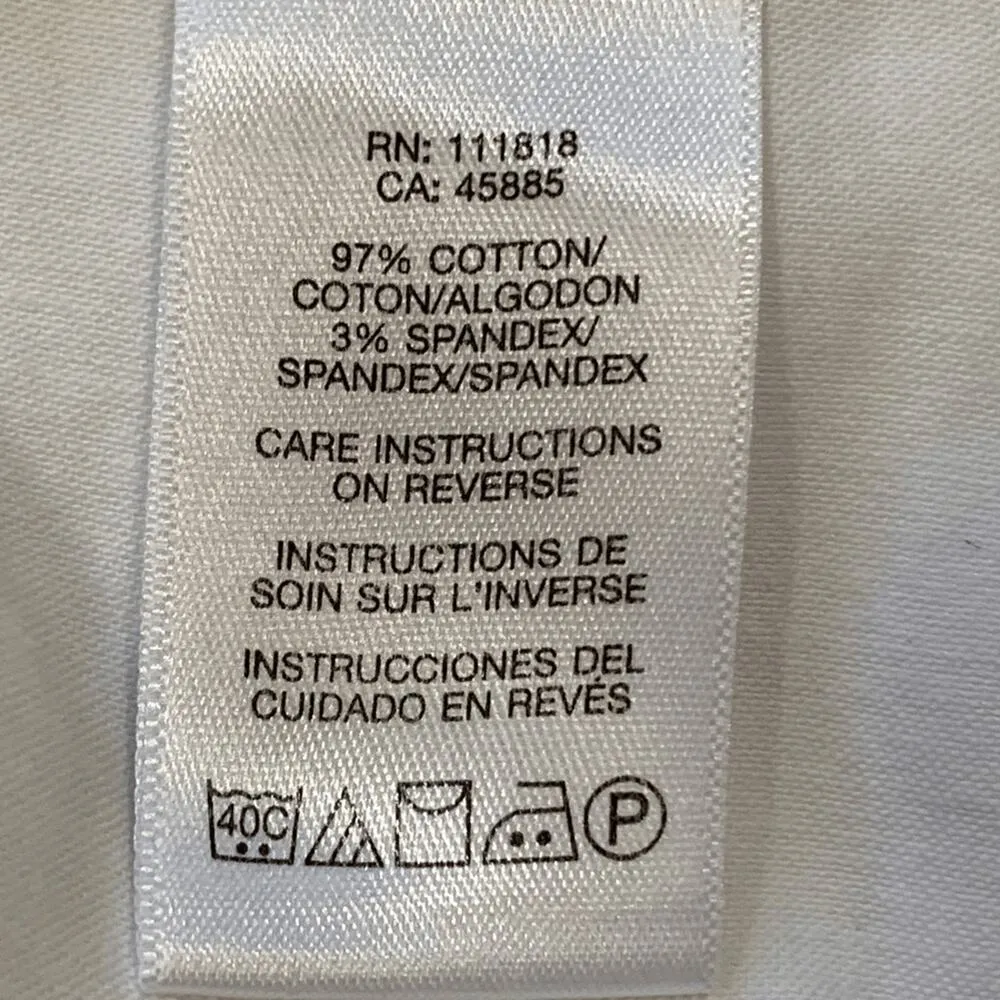 RN: 111818
CA: 45885
97% COTTON/
COTON/ALGODON
3% SPANDEX/
SPANDEX/SPANDEX
CARE INSTRUCTIONS
ON REVERSE
INSTRUCTIONS DE
SOIN SUR L'INVERSE
INSTRUCCIONES DEL
CUIDADO EN REVÉS
40C P